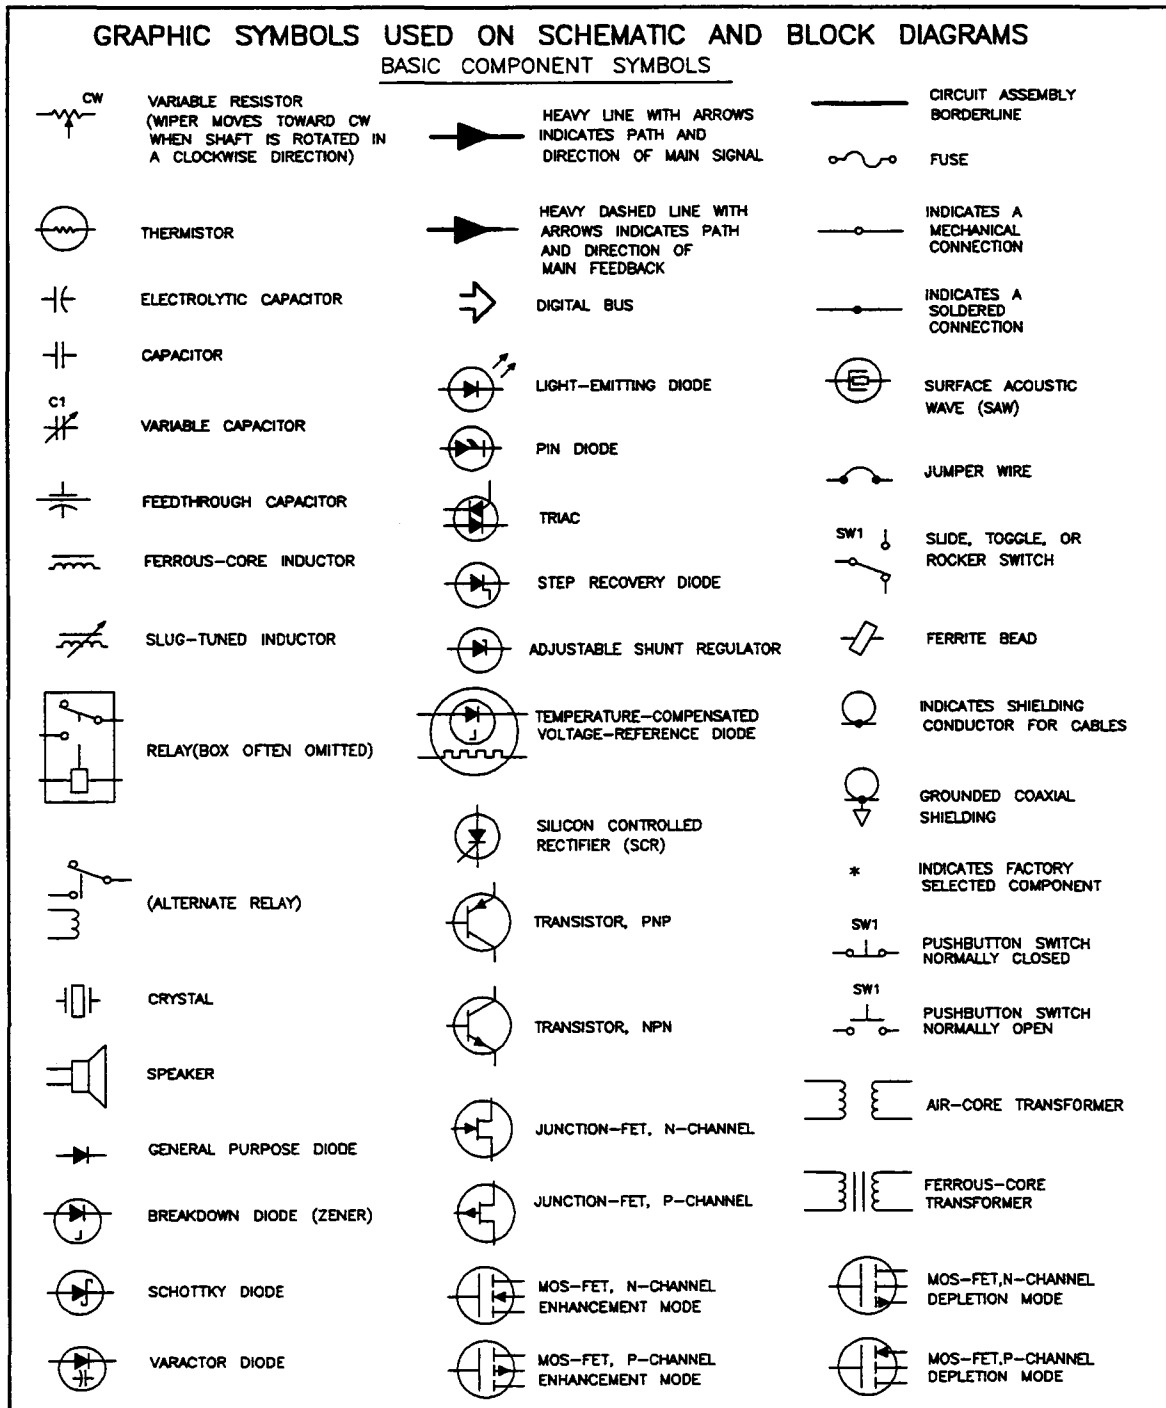 GRAPHIC SYMBOLS USED ON SCHEMATIC AND BLOCK DIAGRAMS
BASIC COMPONENT SYMBOLS
CW
VARIABLE RESISTOR
(WIPER MOVES TOWARD CW
WHEN SHAFT IS ROTATED IN
A CLOCKWISE DIRECTION)
THERMISTOR
ELECTROLYTIC CAPACITOR
CAPACITOR
C1
VARIABLE CAPACITOR
FEEDTHROUGH CAPACITOR
FERROUS-CORE INDUCTOR
SLUG-TUNED INDUCTOR
RELAY(BOX OFTEN OMITTED)
(ALTERNATE RELAY)
CRYSTAL
SPEAKER
GENERAL PURPOSE DIODE
BREAKDOWN DIODE (ZENER)
SCHOTTKY DIODE
VARACTOR DIODE
HEAVY LINE WITH ARROWS
INDICATES PATH AND
DIRECTION OF MAIN SIGNAL
HEAVY DASHED LINE WITH
ARROWS INDICATES PATH
AND DIRECTION OF
MAIN FEEDBACK
DIGITAL BUS
LIGHT-EMITTING DIODE
PIN DIODE
TRIAC
STEP RECOVERY DIODE
ADJUSTABLE SHUNT REGULATOR
TEMPERATURE-COMPENSATED
VOLTAGE-REFERENCE DIODE
SILICON CONTROLLED
RECTIFIER (SCR)
TRANSISTOR, PNP
TRANSISTOR, NPN
JUNCTION-FET, N-CHANNEL
JUNCTION-FET, P-CHANNEL
MOS-FET, N-CHANNEL
ENHANCEMENT MODE
MOS-FET, P-CHANNEL
ENHANCEMENT MODE
CIRCUIT ASSEMBLY
BORDERLINE
FUSE
INDICATES A
MECHANICAL
CONNECTION
INDICATES A
SOLDERED
CONNECTION
SURFACE ACOUSTIC
WAVE (SAW)
JUMPER WIRE
SW1
SLIDE, TOGGLE, OR
ROCKER SWITCH
FERRITE BEAD
INDICATES SHIELDING
CONDUCTOR FOR CABLES
GROUNDED COAXIAL
SHIELDING
*
INDICATES FACTORY
SELECTED COMPONENT
SW1
PUSHBUTTON SWITCH
NORMALLY CLOSED
SW1
PUSHBUTTON SWITCH
NORMALLY OPEN
AIR-CORE TRANSFORMER
FERROUS-CORE
TRANSFORMER
MOS-FET,N-CHANNEL
DEPLETION MODE
MOS-FET,P-CHANNEL
DEPLETION MODE